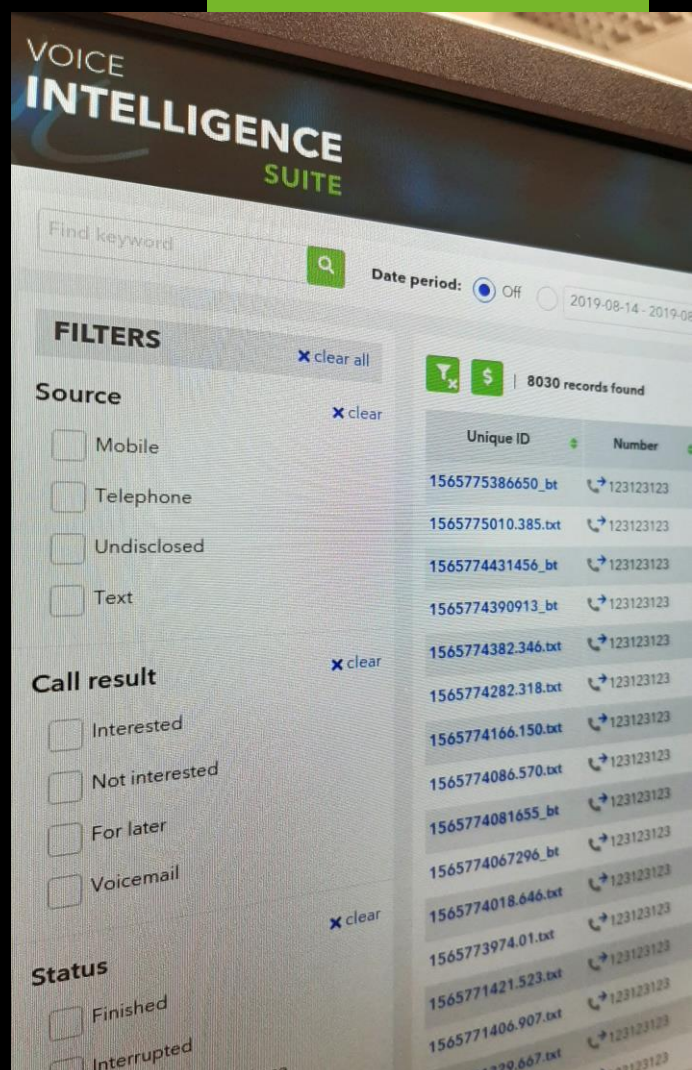 VOICE
INTELLIGENCE
SUITE
Find keyword
Date period: Off 2019-08-14 - 2019-08
FILTERS
clear all
8030 records found
Source
clear
Mobile
Telephone
Undisclosed
Text
Call result
clear
Interested
Not interested
For later
Voicemail
Status
clear
Finished
Interrupted
Unique ID Number
1565775386650_bt 123123123
1565775010.385.txt 123123123
1565774431456_bt 123123123
1565774390913_bt 123123123
1565774382.346.txt 123123123
1565774282.318.txt 123123123
1565774166.150.txt 123123123
1565774086.570.txt 123123123
1565774081655_bt 123123123
1565774067296_bt 123123123
1565774018.646.txt 123123123
1565773974.01.txt 123123123
1565771421.523.txt 123123123
1565771406.907.txt 123123123
667.txt 123123123
123123